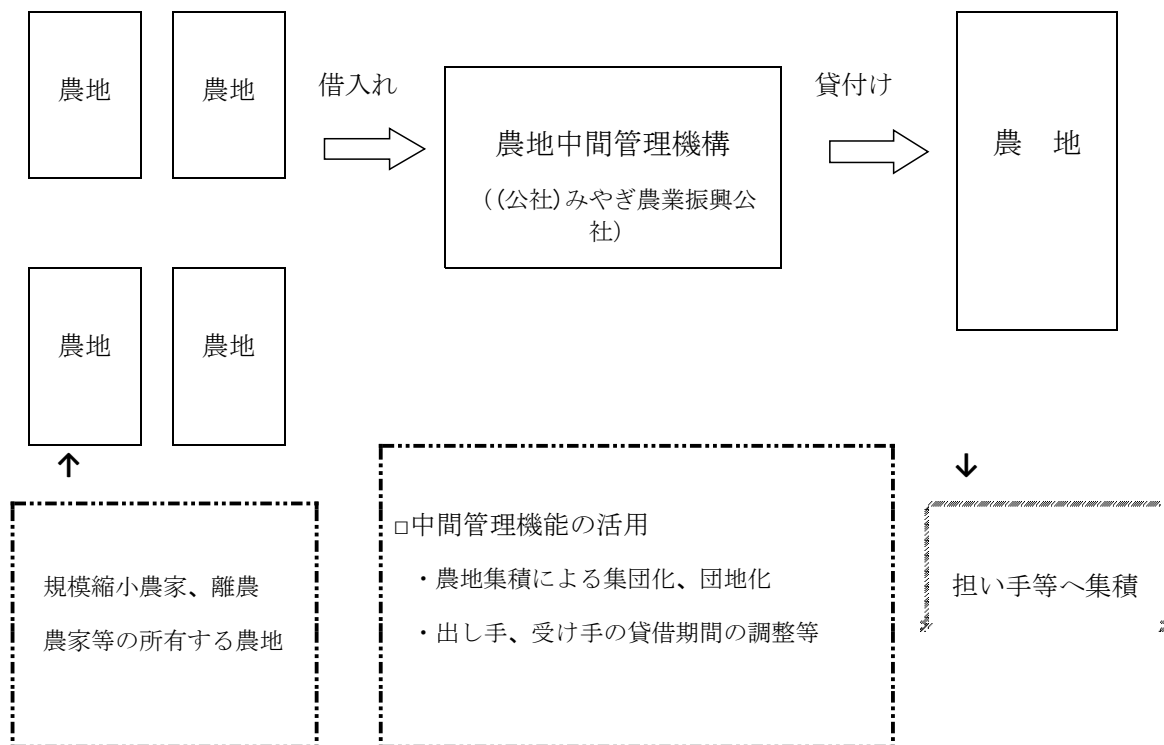 農地
農地
借入れ
貸付け
農地中間管理機構
((公社)みやぎ農業振興公
社)
農　地
農地
農地
↑
↓
規模縮小農家、離農
農家等の所有する農地
□中間管理機能の活用
・農地集積による集団化、団地化
・出し手、受け手の貸借期間の調整等
担い手等へ集積